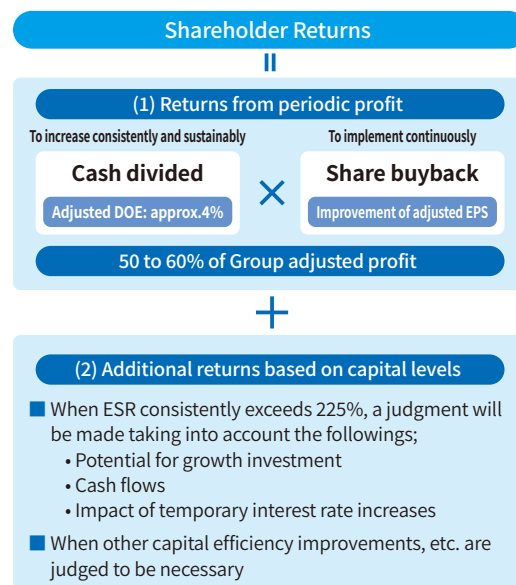 Shareholder Returns
=
(1) Returns from periodic profit
To increase consistently and sustainably
Cash divided
Adjusted DOE: approx.4%
×
To implement continuously
Share buyback
Improvement of adjusted EPS
50 to 60% of Group adjusted profit
+
(2) Additional returns based on capital levels
■ When ESR consistently exceeds 225%, a judgment will
be made taking into account the followings;
• Potential for growth investment
• Cash flows
• Impact of temporary interest rate increases
■ When other capital efficiency improvements, etc. are
judged to be necessary